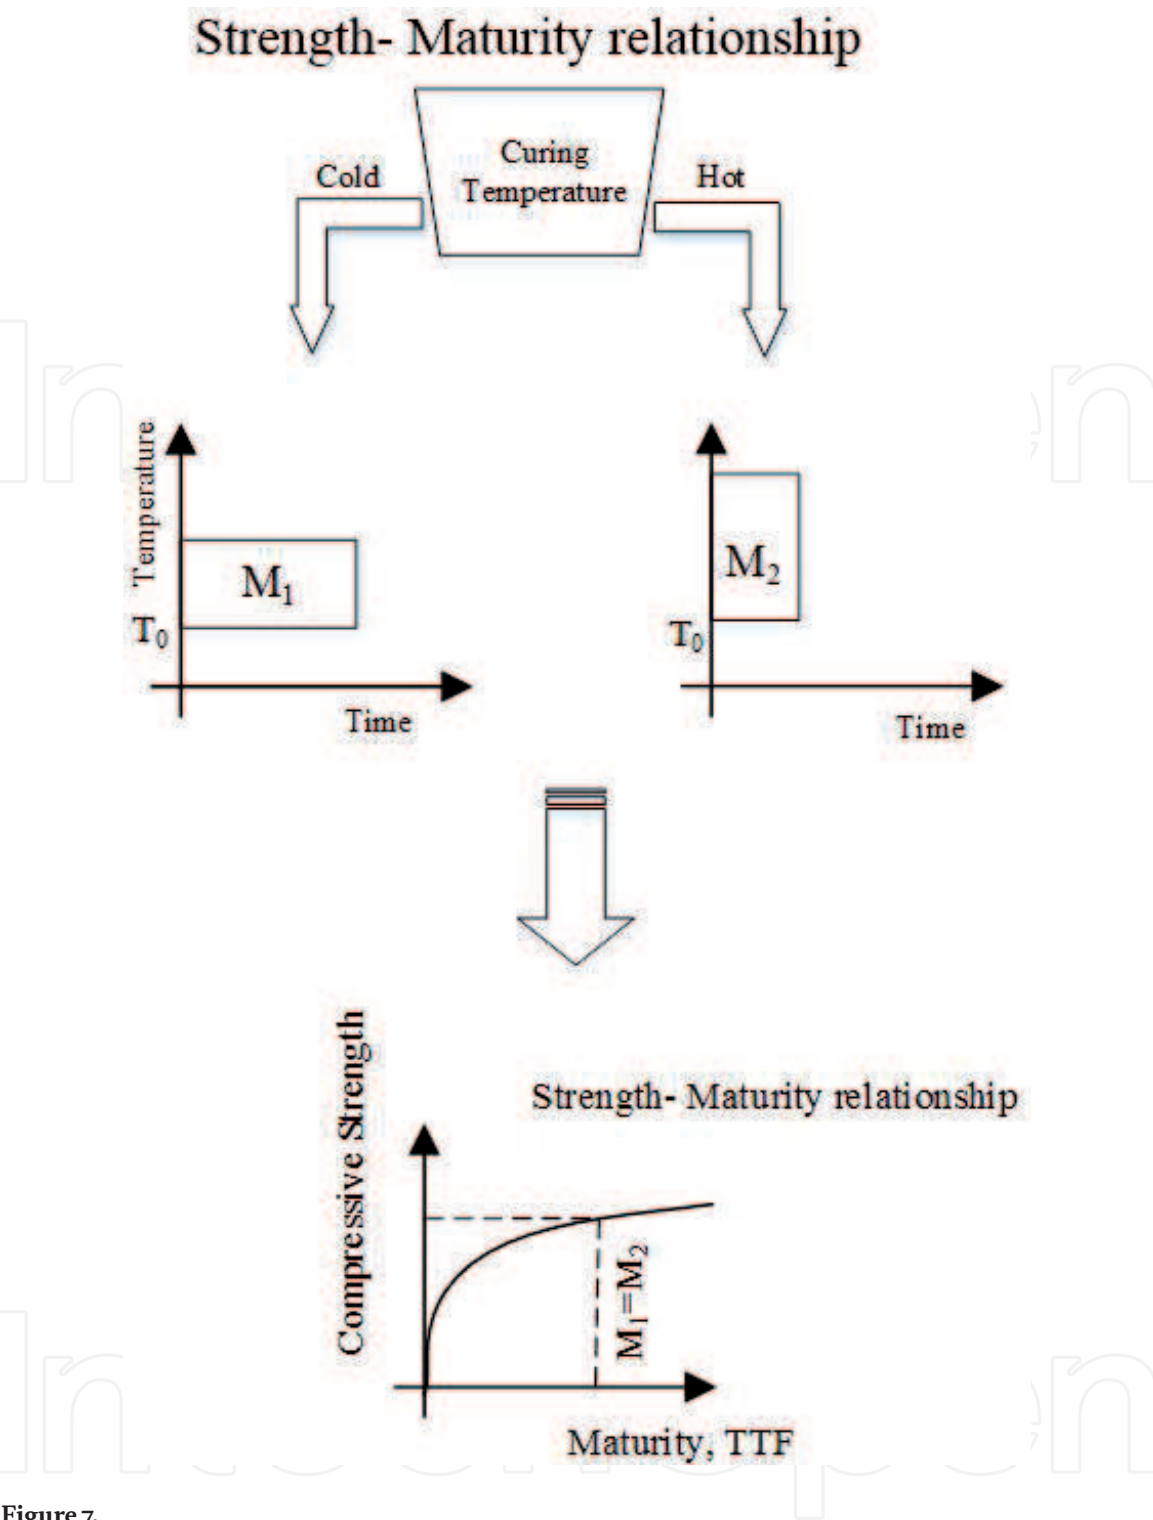 Strength- Maturity relationship
Curing
Temperature
Cold
Hot
Temperature
M1
T0
Time
M2
T0
Time
Compressive Strength
Strength- Maturity relationship
M1=M2
Maturity, TTF
Figure 7.